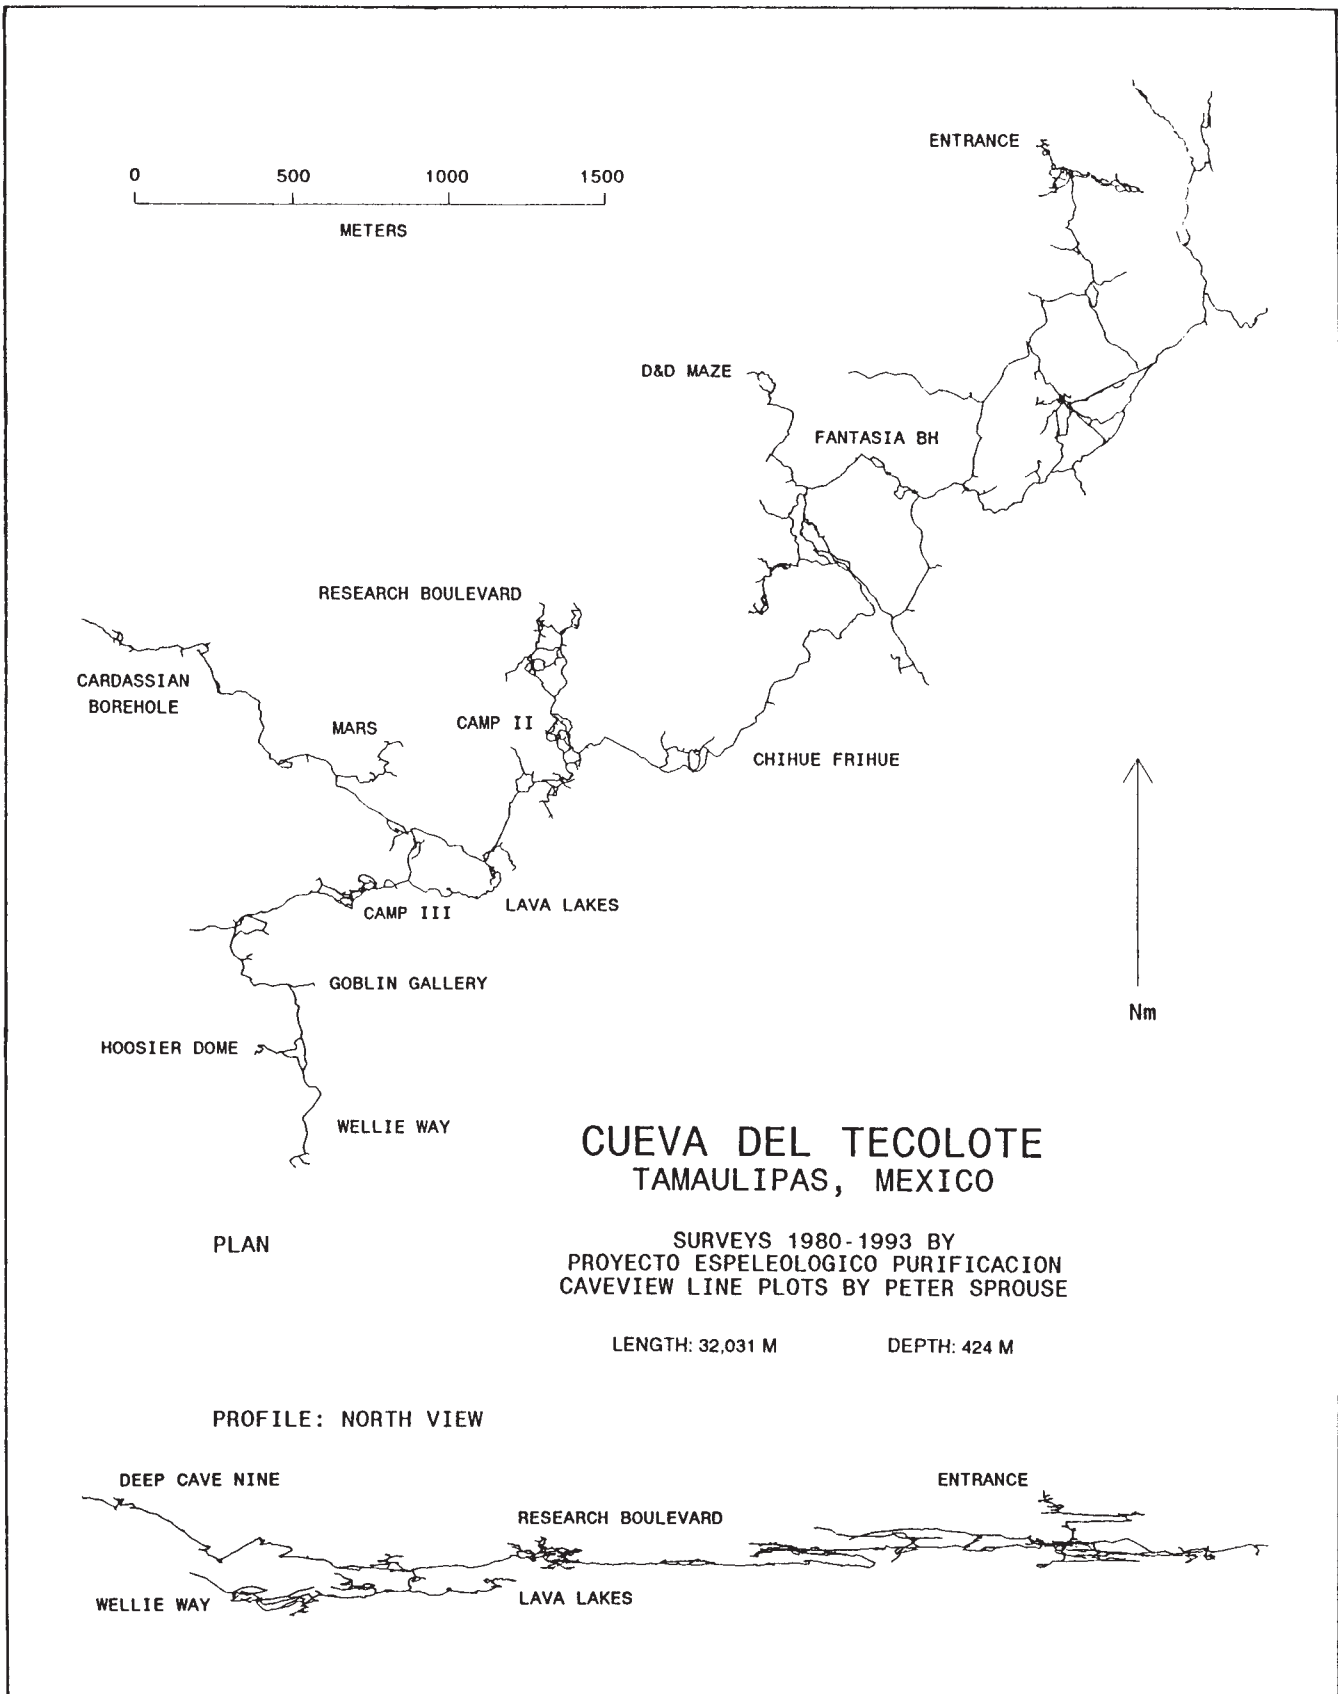 ENTRANCE
0 500 1000 1500
METERS
D&D MAZE
FANTASIA BH
RESEARCH BOULEVARD
CARDASSIAN
BOREHOLE
MARS
CAMP II
CHIHUE FRIHUE
CAMP III
LAVA LAKES
GOBLIN GALLERY
Nm
HOOSIER DOME
WELLIE WAY
CUEVA DEL TECOLOTE
TAMAULIPAS, MEXICO
PLAN
SURVEYS 1980-1993 BY
PROYECTO ESPELEOLOGICO PURIFICACION
CAVEVIEW LINE PLOTS BY PETER SPROUSE
LENGTH: 32,031 M DEPTH: 424 M
PROFILE: NORTH VIEW
DEEP CAVE NINE
ENTRANCE
RESEARCH BOULEVARD
WELLIE WAY
LAVA LAKES